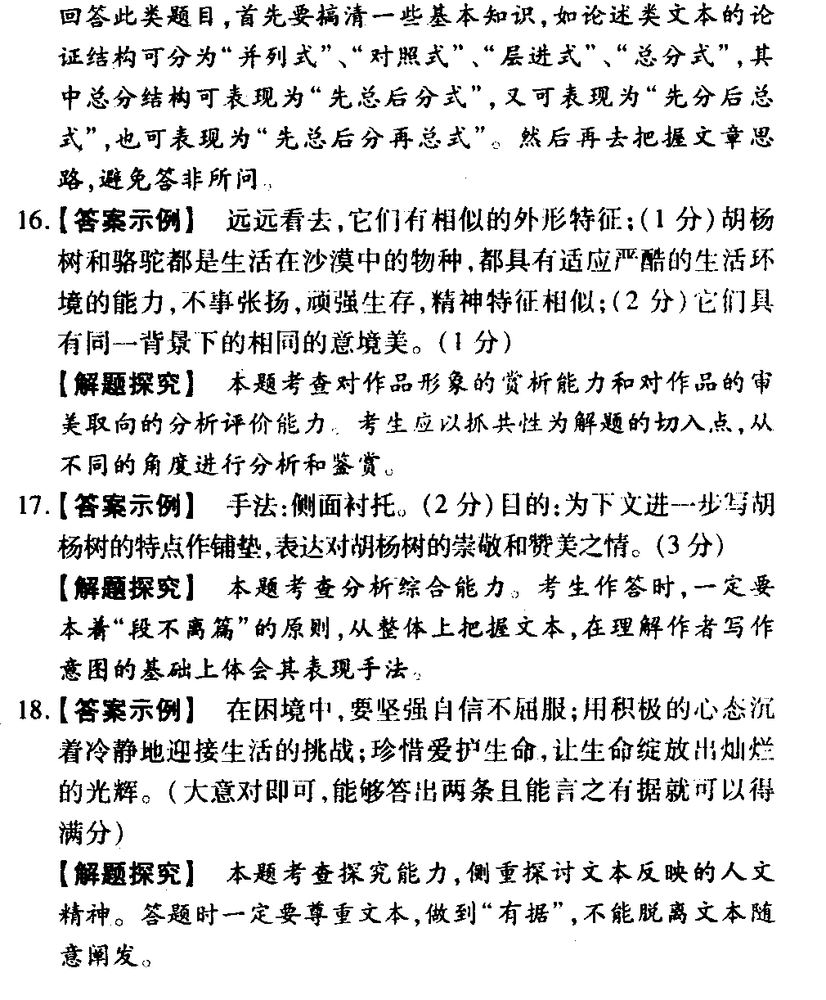 回答此类题目,首先要搞清一些基本知识,如论述类文本的论
证结构可分为“并列式”、“对照式”、“层进式”、“总分式”,其
中总分结构可表现为“先总后分式”,又可表现为“先分后总
式”,也可表现为“先总后分再总式”。然后再去把握文章思
路,避免答非所问。
16.【答案示例】 远远看去,它们有相似的外形特征;(1 分)胡杨
树和骆驼都是生活在沙漠中的物种,都具有适应严酷的生活环
境的能力,不事张扬,顽强生存,精神特征相似;(2 分)它们具
有同一背景下的相同的意境美。(1 分)
【解题探究】 本题考查对作品形象的赏析能力和对作品的审
美取向的分析评价能力。考生应以抓共性为解题的切入点,从
不同的角度进行分析和鉴赏。
17.【答案示例】 手法:侧面衬托。(2 分)目的:为下文进一步写胡
杨树的特点作铺垫,表达对胡杨树的崇敬和赞美之情。(3 分)
【解题探究】 本题考查分析综合能力。考生作答时,一定要
本着“段不离篇”的原则,从整体上把握文本,在理解作者写作
意图的基础上体会其表现手法。
18.【答案示例】 在困境中,要坚强自信不屈服;用积极的心态沉
着冷静地迎接生活的挑战;珍惜爱护生命,让生命绽放出灿烂
的光辉。(大意对即可,能够答出两条且能言之有据就可以得
满分)
【解题探究】 本题考查探究能力,侧重探讨文本反映的人文
精神。答题时一定要尊重文本,做到“有据”,不能脱离文本随
意阐发。